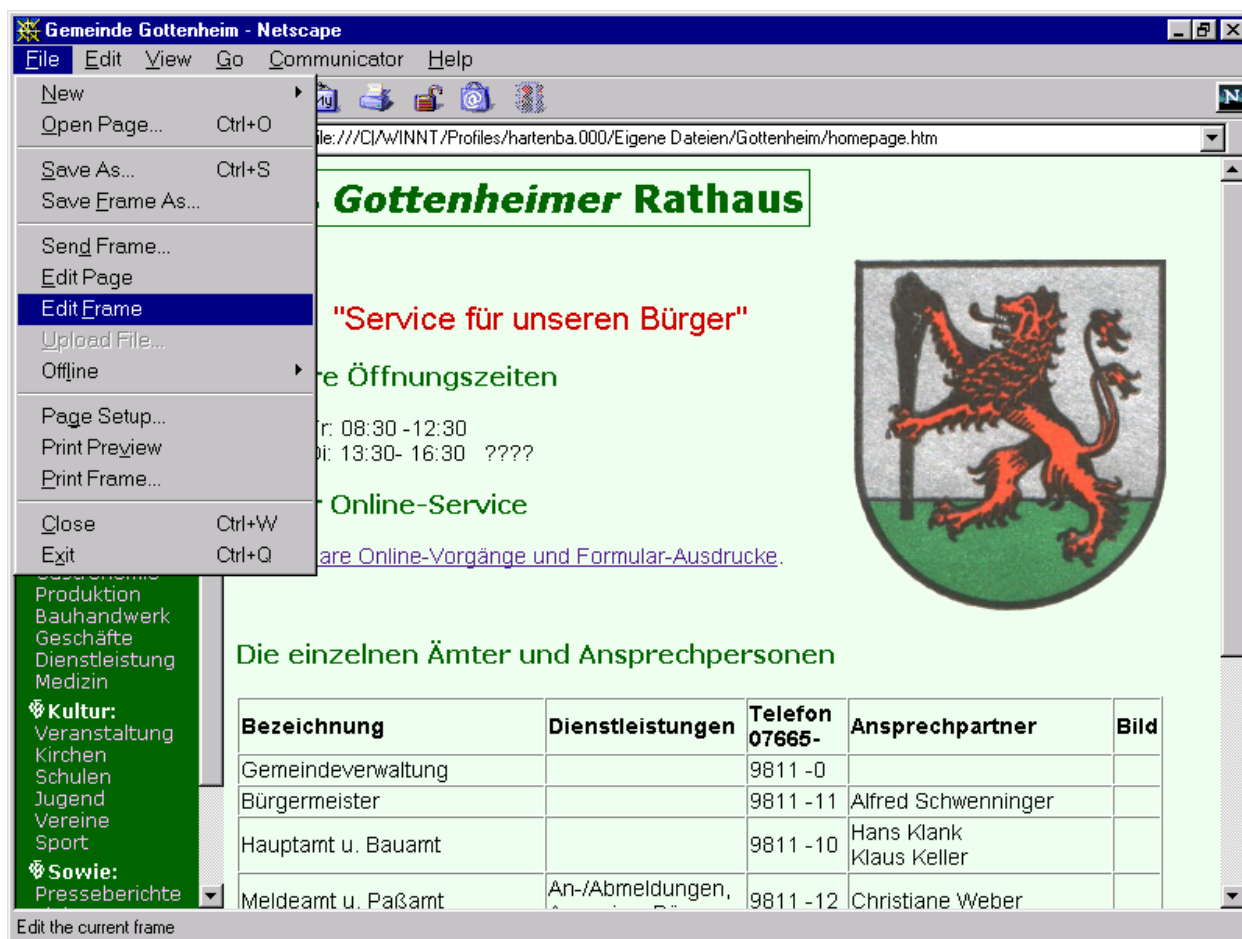 Gemeinde Gottenheim - Netscape
File Edit View Go Communicator Help
New
Open Page... Ctrl+O
Save As... Ctrl+S
Save Frame As...
Send Frame...
Edit Page
Edit Frame
Upload File...
Offline
Page Setup...
Print Preview
Print Frame...
Close Ctrl+W
Exit Ctrl+Q
ile:///C|/WINNT/Profiles/hartenba.000/Eigene Dateien/Gottenheim/homepage.htm
Gottenheimer Rathaus
"Service für unseren Bürger"
re Öffnungszeiten
r: 08:30 -12:30
i: 13:30- 16:30 ????
r Online-Service
are Online-Vorgänge und Formular-Ausdrucke.
Gastronomie
Produktion
Bauhandwerk
Geschäfte
Dienstleistung
Medizin
Kultur:
Veranstaltung
Kirchen
Schulen
Jugend
Vereine
Sport
Sowie:
Presseberichte
Die einzelnen Ämter und Ansprechpersonen
Bezeichnung Dienstleistungen Telefon 07665- Ansprechpartner Bild
Gemeindeverwaltung 9811 -0
Bürgermeister 9811 -11 Alfred Schwenninger
Hauptamt u. Bauamt 9811 -10 Hans Klank
Klaus Keller
Meldeamt u. Paßamt An-/Abmeldungen, 9811 -12 Christiane Weber
Edit the current frame